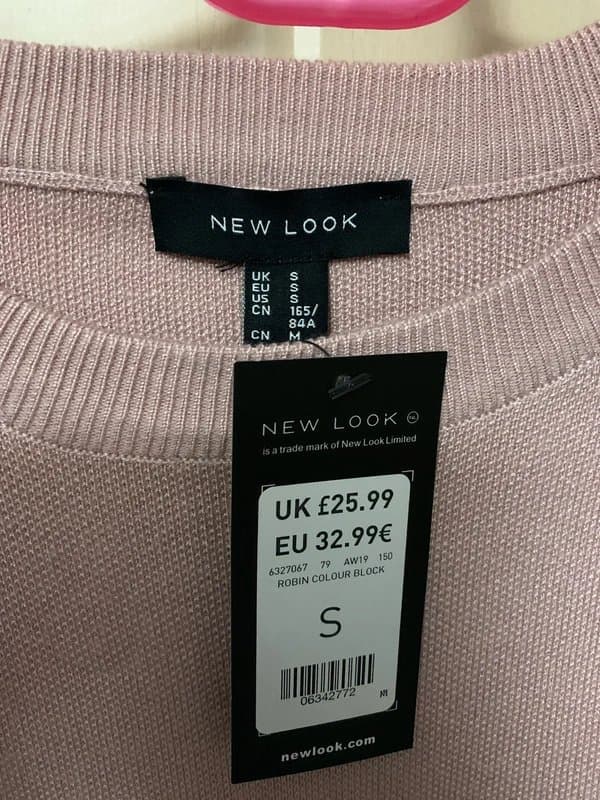 NEW LOOK
UK S
EU S
US S
CN 165/
84A
CN M
NEW LOOK
is a trade mark of New Look Limited
UK £25.99
EU 32.99€
6327067 79 AW19 150
ROBIN COLOUR BLOCK
S
06342772
newlook.com